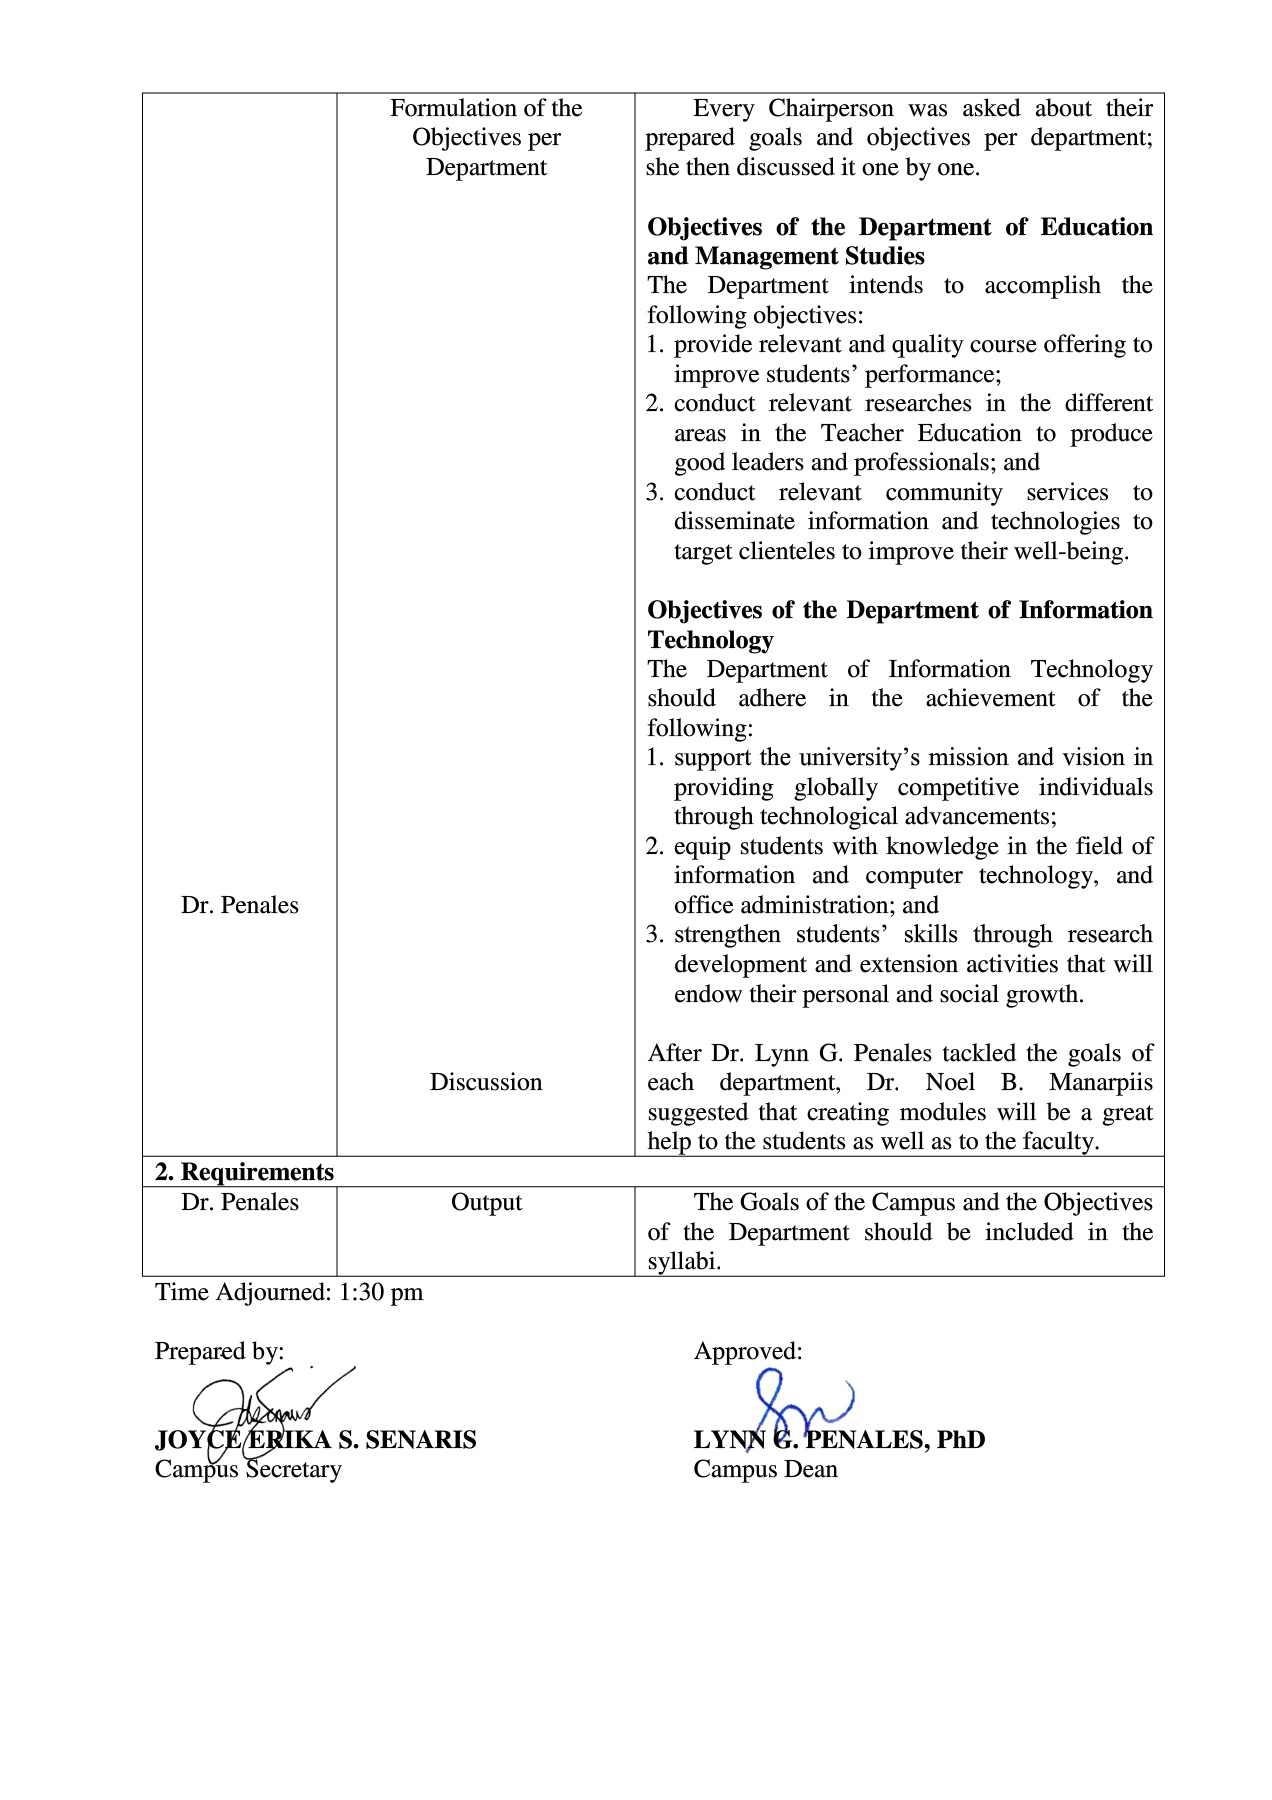 Formulation of the
Objectives per
Department
Every Chairperson was asked about their
prepared goals and objectives per department;
she then discussed it one by one.
Objectives of the Department of Education
and Management Studies
The Department intends to accomplish the
following objectives:
1. provide relevant and quality course offering to
improve students’ performance;
2. conduct relevant researches in the different
areas in the Teacher Education to produce
good leaders and professionals; and
3. conduct relevant community services to
disseminate information and technologies to
target clienteles to improve their well-being.
Objectives of the Department of Information
Technology
The Department of Information Technology
should adhere in the achievement of the
following:
1. support the university’s mission and vision in
providing globally competitive individuals
through technological advancements;
2. equip students with knowledge in the field of
information and computer technology, and
office administration; and
3. strengthen students’ skills through research
development and extension activities that will
endow their personal and social growth.
Dr. Penales
Discussion
After Dr. Lynn G. Penales tackled the goals of
each department, Dr. Noel B. Manarpiis
suggested that creating modules will be a great
help to the students as well as to the faculty.
2. Requirements
Dr. Penales
Output
The Goals of the Campus and the Objectives
of the Department should be included in the
syllabi.
Time Adjourned: 1:30 pm
Prepared by:
Approved:
JOYCE ERIKA S. SENARIS
LYNN G. PENALES, PhD
Campus Secretary
Campus Dean